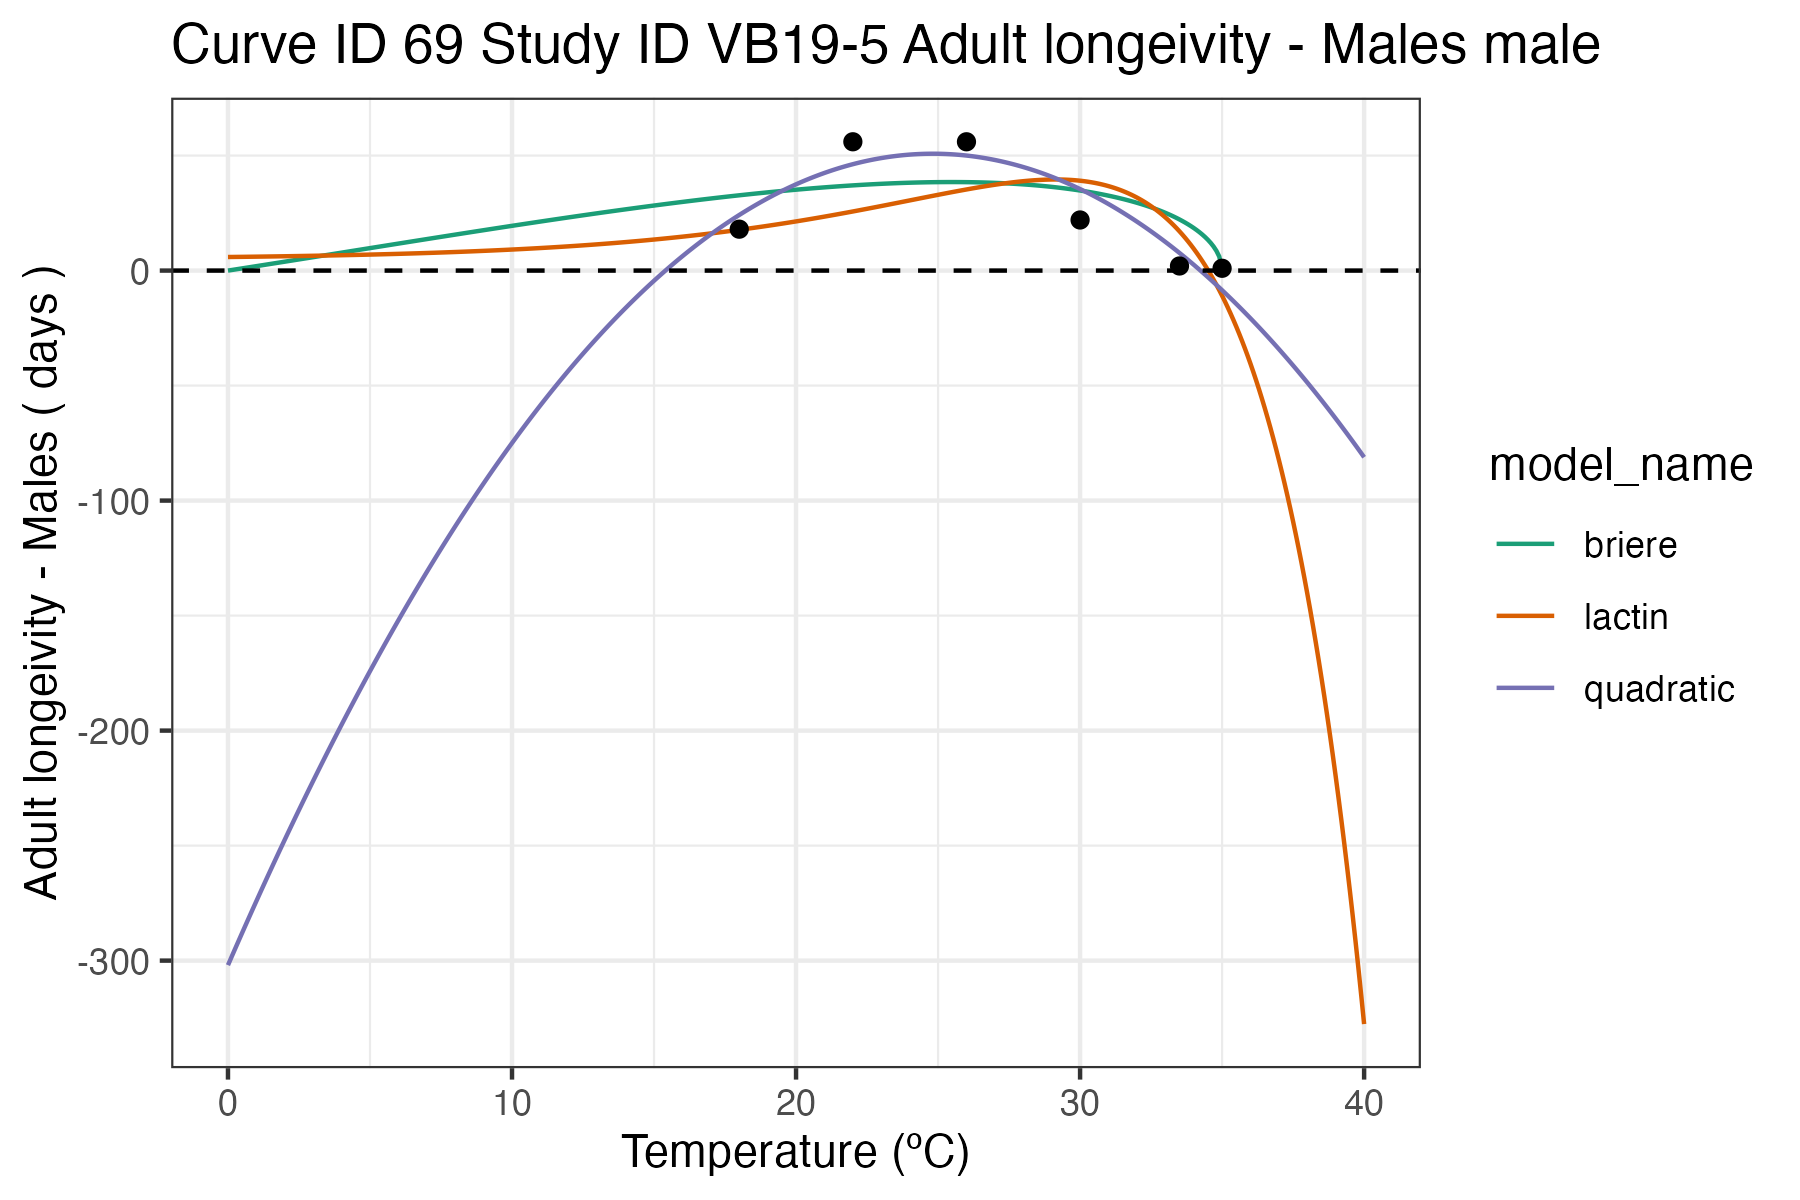 Curve ID 69 Study ID VB19-5 Adult longeivity - Males male
Adult longeivity - Males ( days )
0
-100
-200
-300
0
10
20
30
40
Temperature (ºC)
model_name
briere
lactin
quadratic